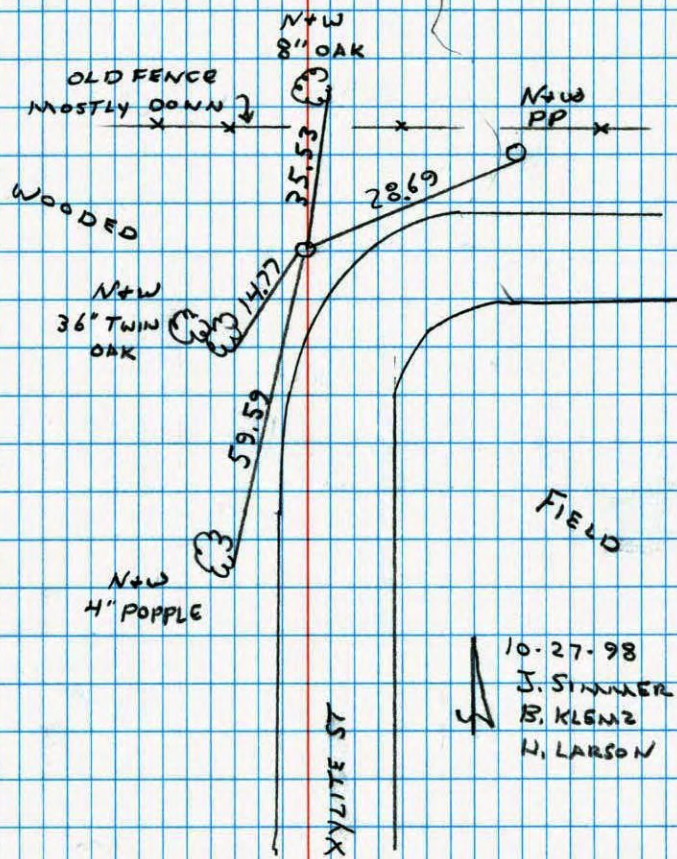 N+W
8" OAK
OLD FENCE
MOSTLY DOWN
N+W
PP
35.53
28.69
WOODED
N+W
36" TWIN
OAK
14.77
59.59
FIELD
N+W
4" POPPLE
10-27-98
J. SIMMER
B. KLEMZ
N. LARSON
XYLITE ST